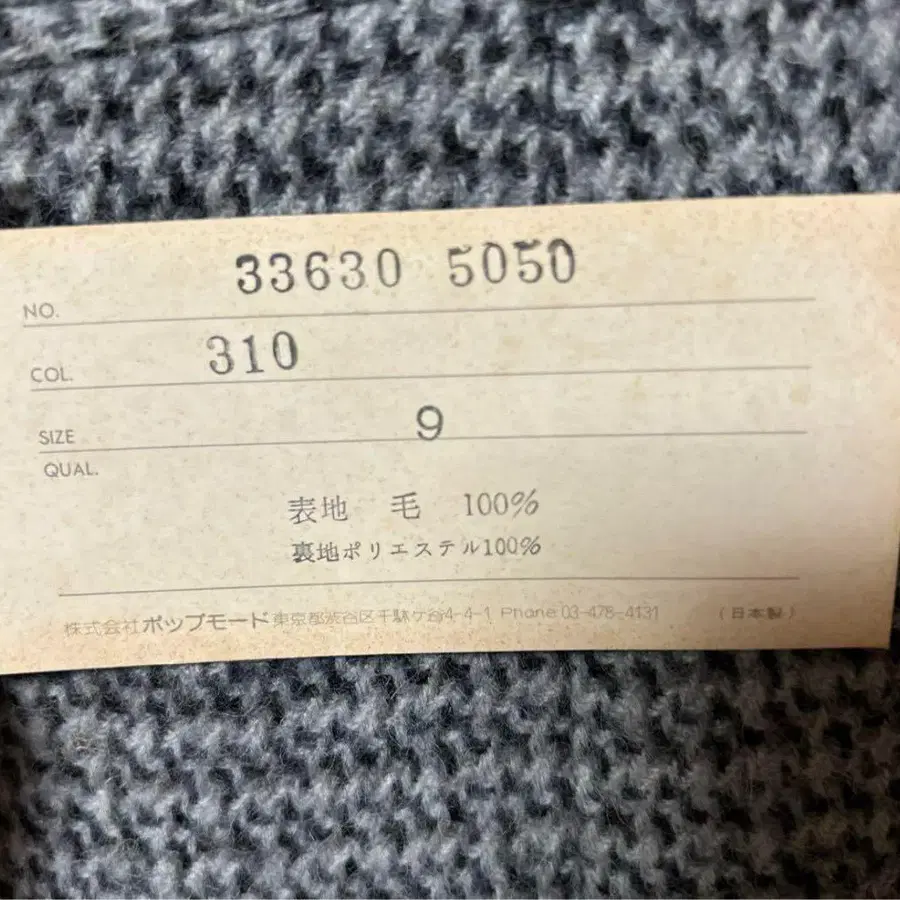 NO. 33630 5050
COL. 310
SIZE 9
QUAL.
表地 毛 100%
裏地ポリエステル100%
株式会社ポップモード 東京都渋谷区千駄ケ谷4-4-1 Phone 03-478-4131 (日本製)